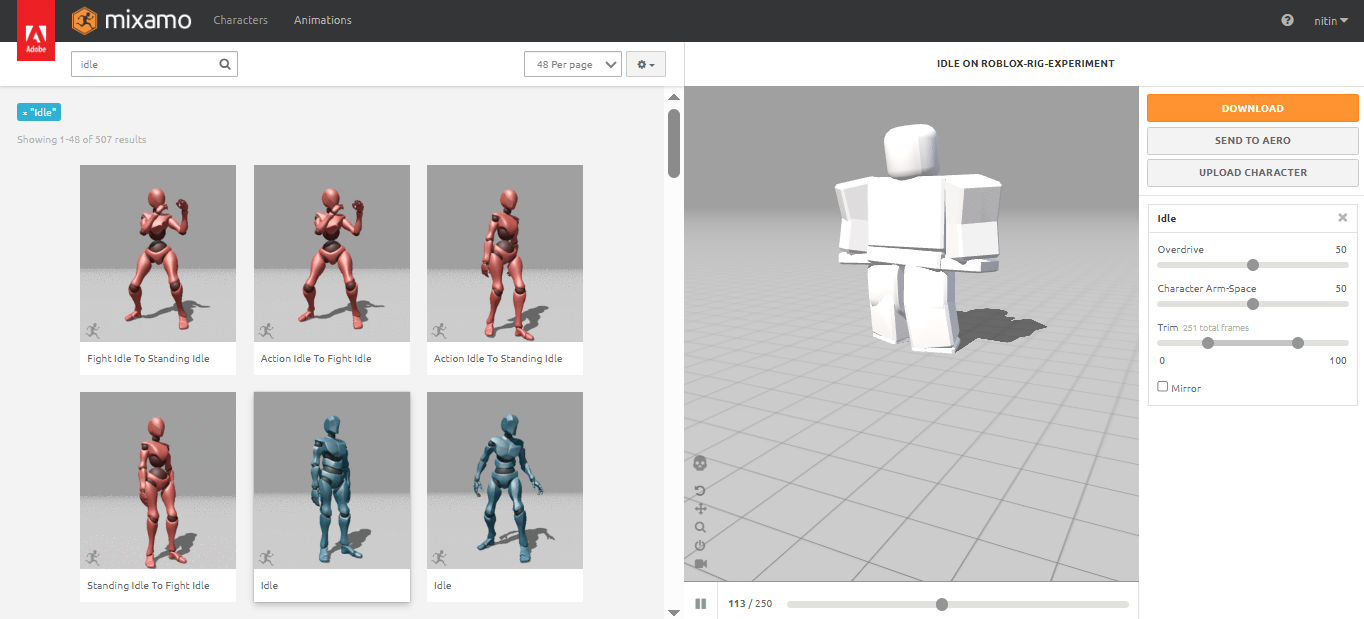 Adobe
mixamo
Characters
Animations
nitin
idle
48 Per page
IDLE ON ROBLOX-RIG-EXPERIMENT
× "Idle"
Showing 1-48 of 507 results
Fight Idle To Standing Idle
Action Idle To Fight Idle
Action Idle To Standing Idle
Standing Idle To Fight Idle
Idle
Idle
113 / 250
DOWNLOAD
SEND TO AERO
UPLOAD CHARACTER
Idle
Overdrive 50
Character Arm-Space 50
Trim 251 total frames
0 100
Mirror